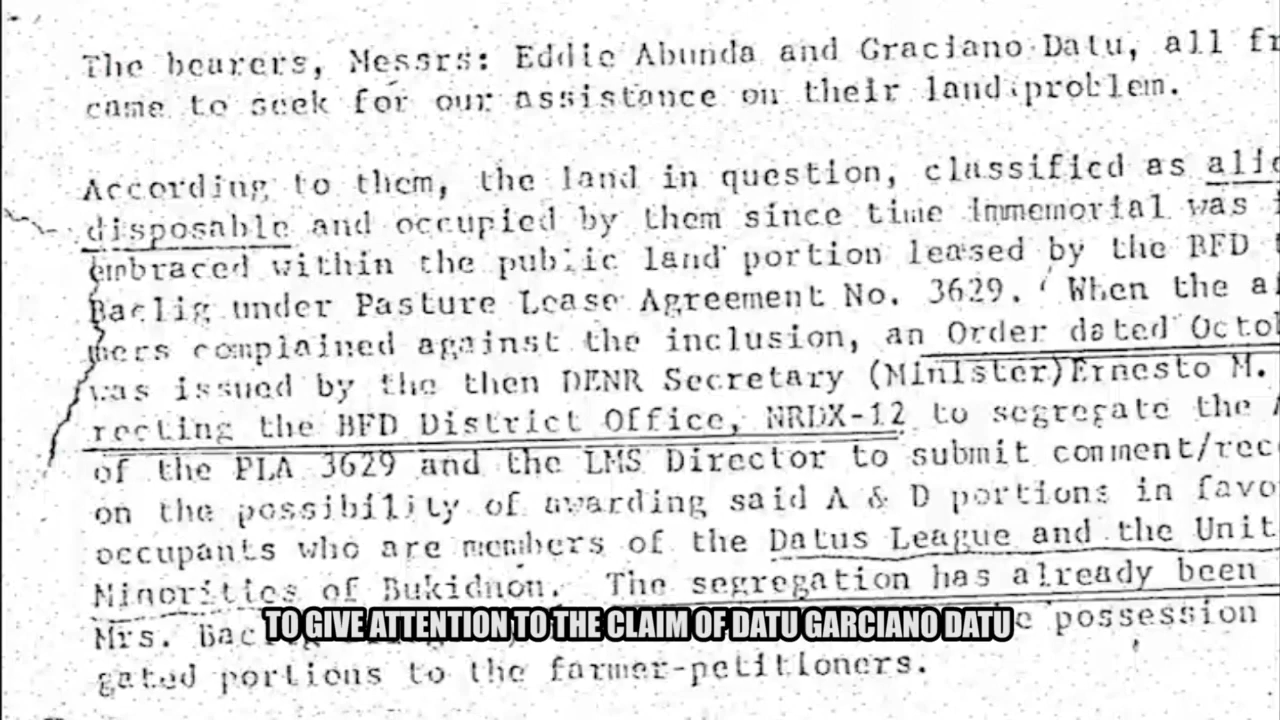 The bearers, Messrs: Eddie Abunda and Graciano Datu, all
came to seek for our assistance on their land problem.
According to them, the land in question, classified as
disposable and occupied by them since time immemorial was
embraced within the public land portion leased by the BFD
Baclig under Pasture Lease Agreement No. 3629. When the
mers complained against the inclusion, an Order dated Octo
was issued by the then DENR Secretary (Minister)Ernesto M.
recting the BFD District Office, NRDX-12 to segregate the
of the PLA 3629 and the LMS Director to submit comment/rec
on the possibility of awarding said A & D portions in favo
occupants who are members of the Datus League and the Unit
Minorities of Bukidnon. The segregation has already been
Mrs. possession
TO GIVE ATTENTION TO THE CLAIM OF DATU GARCIANO DATU
gated portions to the farmer-petitioners.